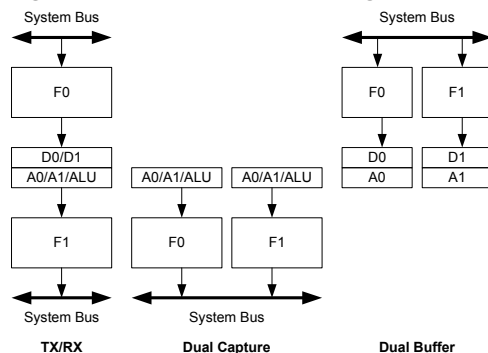 System Bus
System Bus
F0
F0
F1
D0/D1
A0/A1/ALU
A0/A1/ALU
A0/A1/ALU
D0
D1
A0
A1
F1
F0
F1
System Bus
System Bus
TX/RX
Dual Capture
Dual Buffer